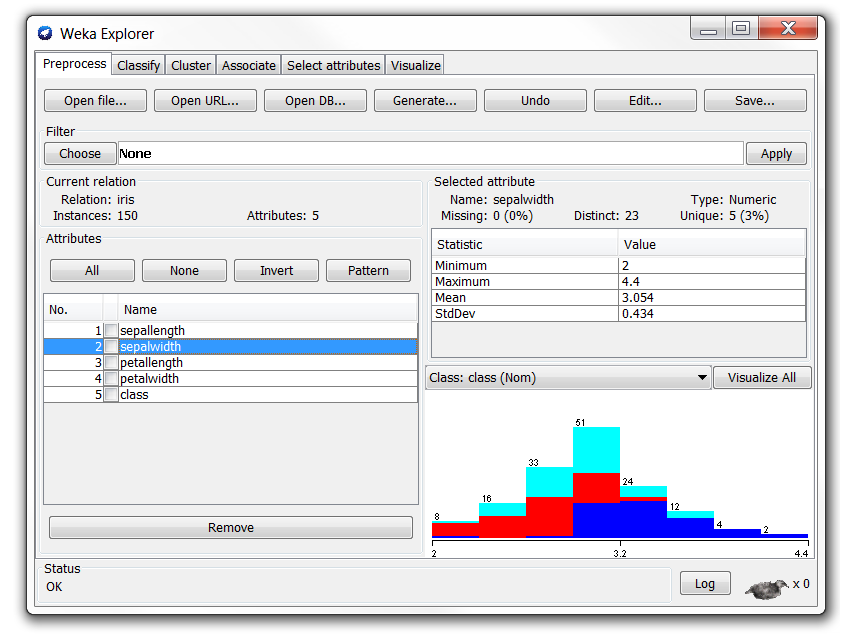 Weka Explorer
Preprocess Classify Cluster Associate Select attributes Visualize
Open file... Open URL... Open DB... Generate... Undo Edit... Save...
Filter
Choose None Apply
Current relation
Relation: iris
Instances: 150 Attributes: 5
Attributes
All None Invert Pattern
No. Name
1 sepallength
2 sepalwidth
3 petallength
4 petalwidth
5 class
Remove
Selected attribute
Name: sepalwidth Type: Numeric
Missing: 0 (0%) Distinct: 23 Unique: 5 (3%)
Statistic Value
Minimum 2
Maximum 4.4
Mean 3.054
StdDev 0.434
Class: class (Nom) Visualize All
8 16 33 51 24 12 4 2
2 3.2 4.4
Status
OK
Log x 0